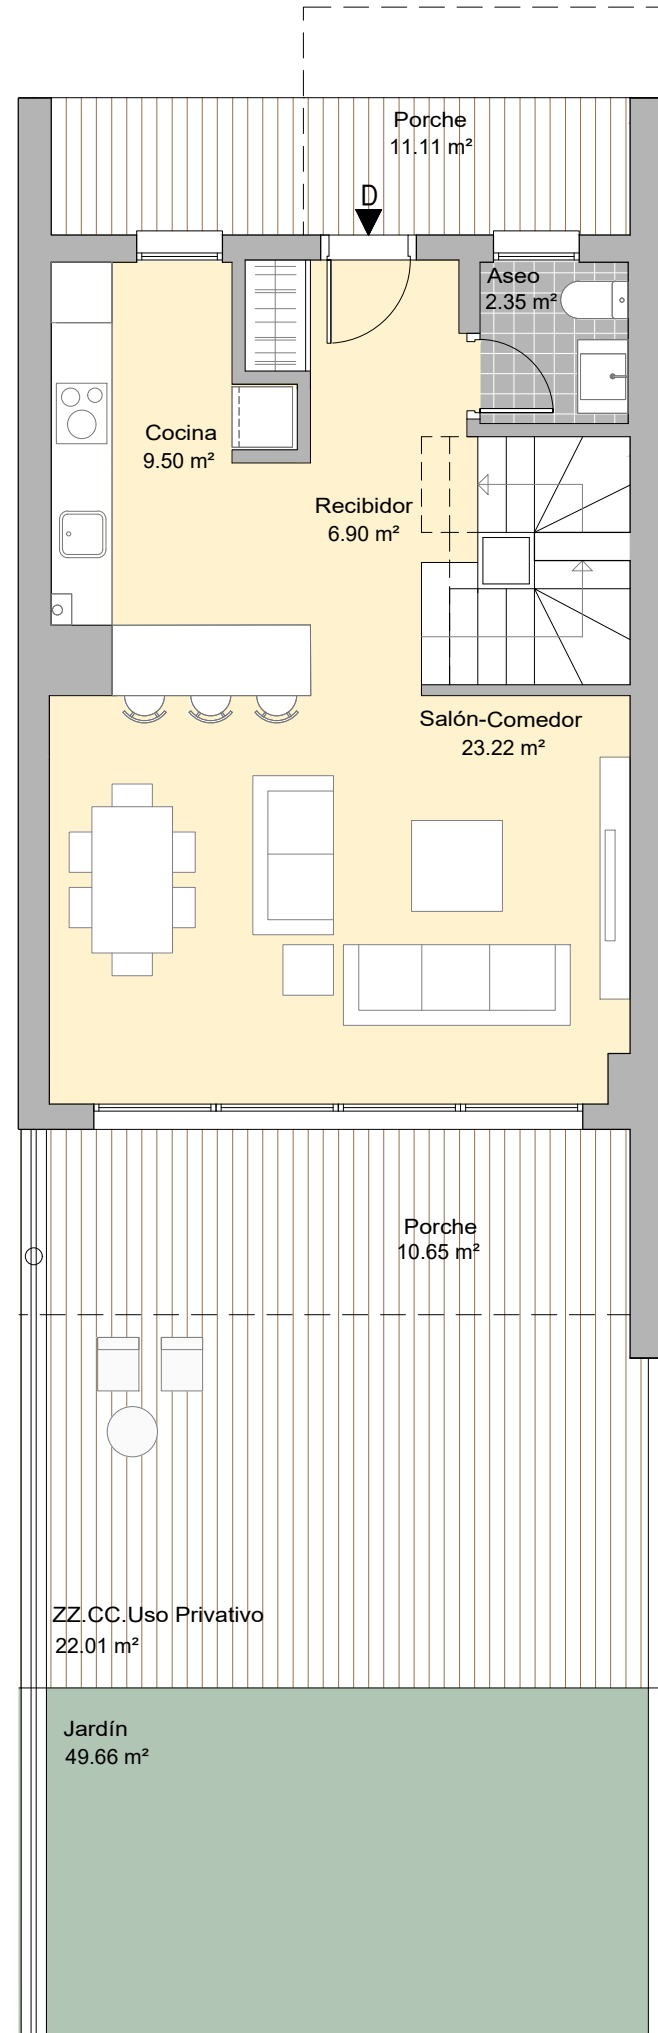 Porche
11.11 m²
D
Aseo
2.35 m²
Cocina
9.50 m²
Recibidor
6.90 m²
Salón-Comedor
23.22 m²
Porche
10.65 m²
ZZ.CC.Uso Privativo
22.01 m²
Jardín
49.66 m²